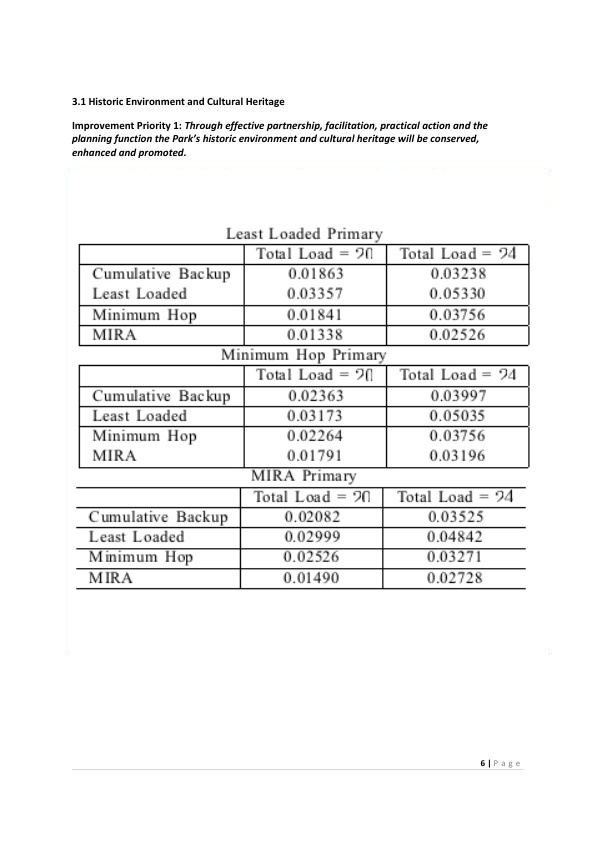 3.1 Historic Environment and Cultural Heritage
Improvement Priority 1: Through effective partnership, facilitation, practical action and the
planning function the Park's historic environment and cultural heritage will be conserved,
enhanced and promoted.
Least Loaded Primary
Total Load = Total Load =
Cumulative Backup 0.01863 0.03238
Least Loaded 0.03357 0.05330
Minimum Hop 0.01841 0.03756
MIRA 0.01338 0.02526
Minimum Hop Primary
Total Load = Total Load =
Cumulative Backup 0.02363 0.03997
Least Loaded 0.03173 0.05035
Minimum Hop 0.02264 0.03756
MIRA 0.01791 0.03196
MIRA Primary
Total Load = Total Load =
Cumulative Backup 0.02082 0.03525
Least Loaded 0.02999 0.04842
Minimum Hop 0.02526 0.03271
MIRA 0.01490 0.02728
6 | Page